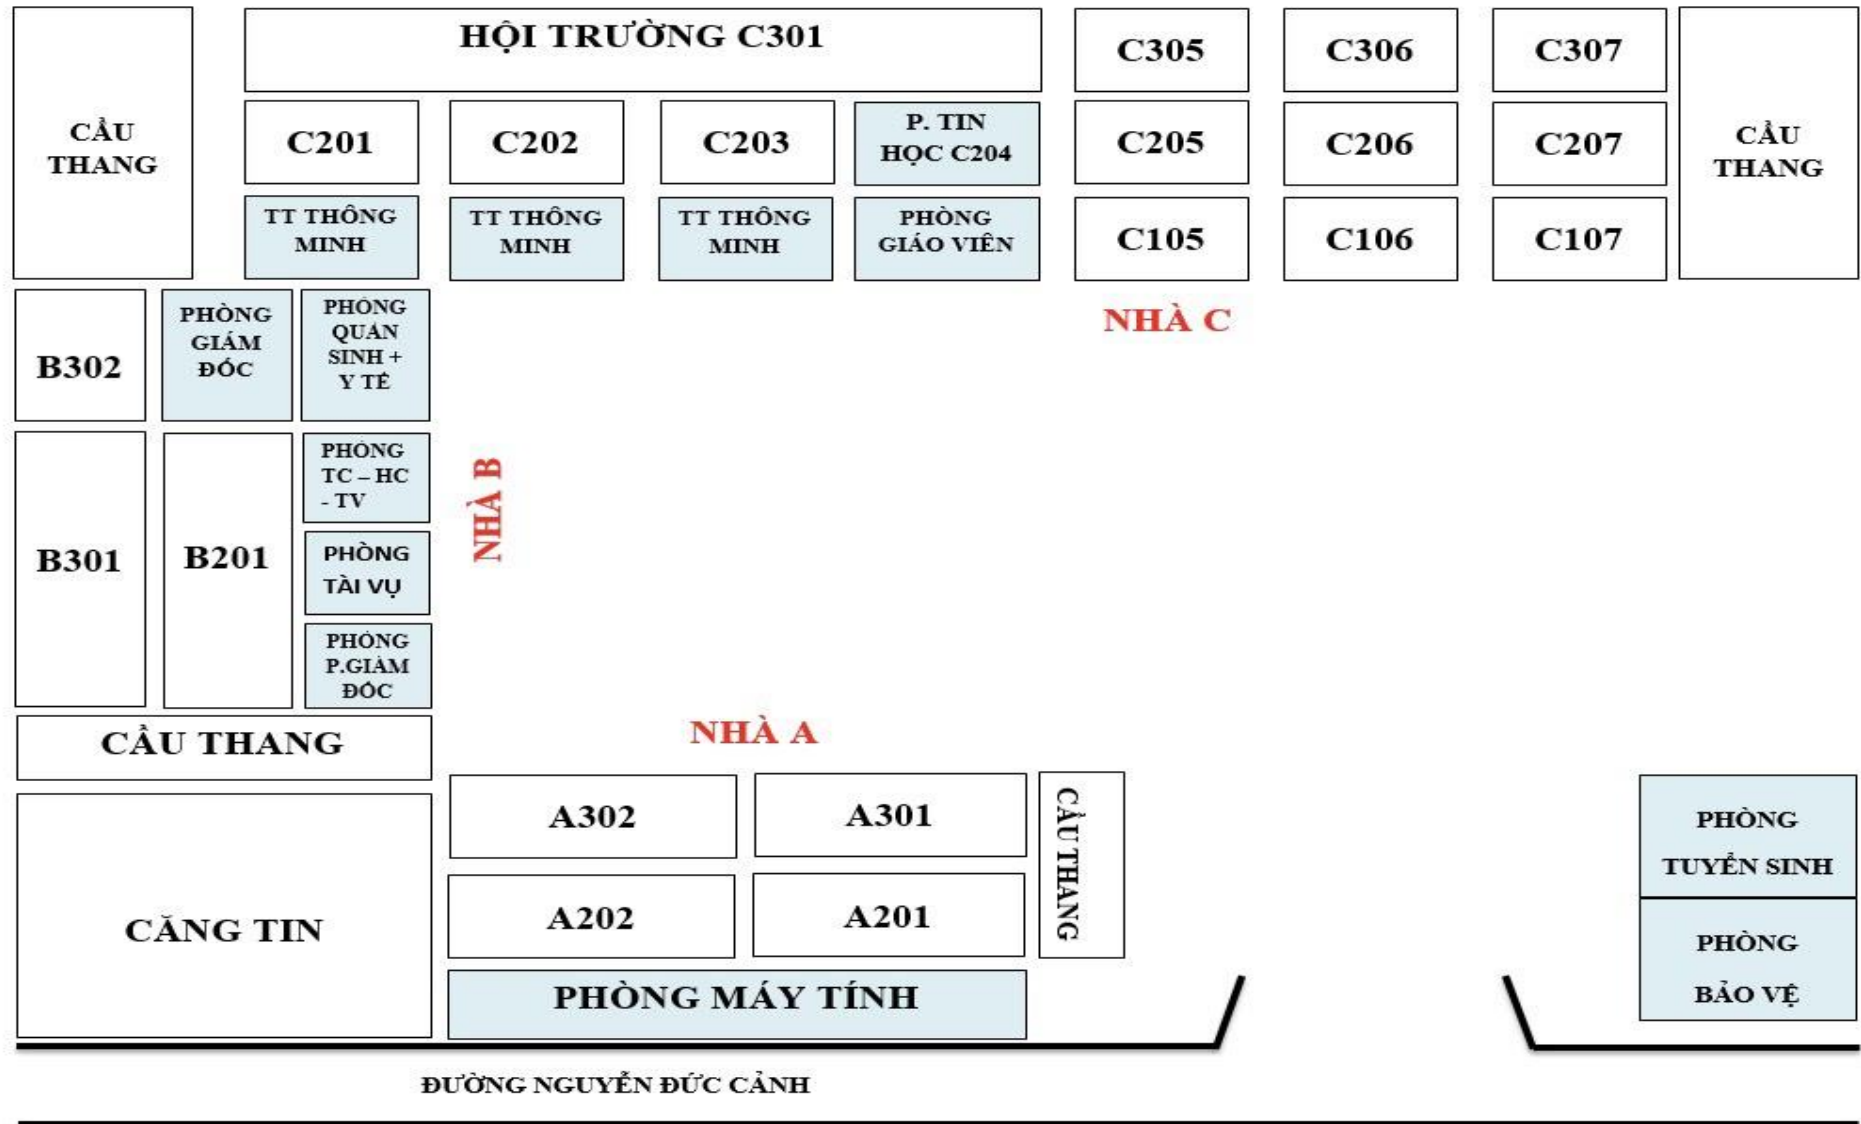 CẦU
THANG
HỘI TRƯỜNG C301
C305
C306
C307
CẦU
THANG
C201
C202
C203
P. TIN
HỌC C204
C205
C206
C207
TT THÔNG
MINH
TT THÔNG
MINH
TT THÔNG
MINH
PHÒNG
GIÁO VIÊN
C105
C106
C107
NHÀ C
B302
PHÒNG
GIÁM
ĐỐC
PHÒNG
QUẢN
SINH +
Y TẾ
B301
B201
PHÒNG
TC – HC
- TV
PHÒNG
TÀI VỤ
PHÒNG
P.GIÁM
ĐỐC
NHÀ B
CẦU THANG
NHÀ A
CĂNG TIN
A302
A301
A202
A201
CẦU THANG
PHÒNG MÁY TÍNH
PHÒNG
TUYỂN SINH
PHÒNG
BẢO VỆ
ĐƯỜNG NGUYỄN ĐỨC CẢNH